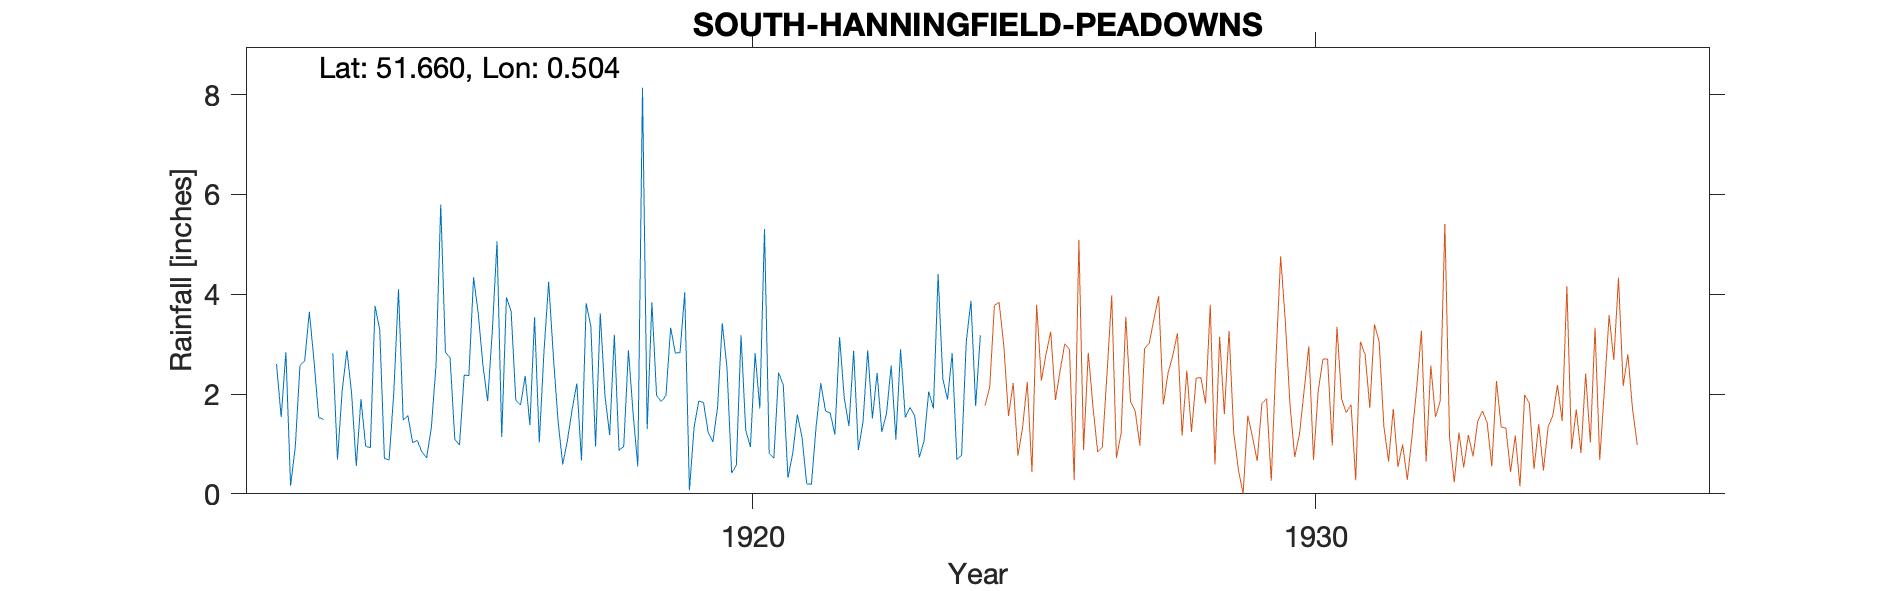 SOUTH-HANNINGFIELD-PEADOWNS
Lat: 51.660, Lon: 0.504
8
6
4
2
0
Rainfall [inches]
1920 1930
Year